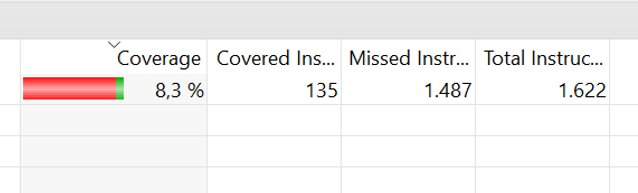 Coverage Covered Ins... Missed Instr... Total Instruc...
8,3 % 135 1.487 1.622